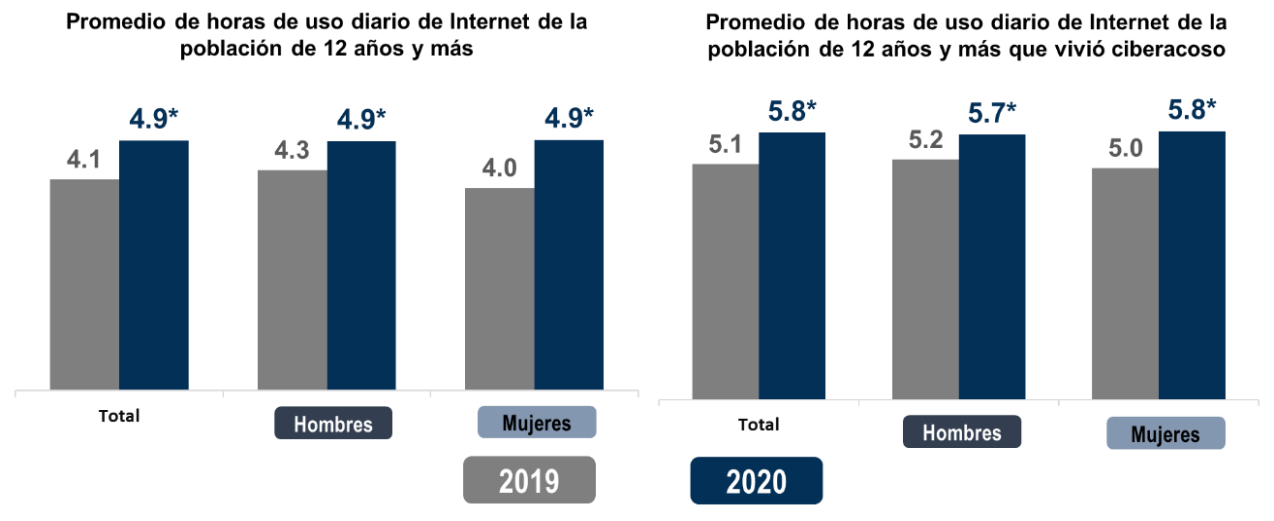 Promedio de horas de uso diario de Internet de la
población de 12 años y más
4.1
4.9*
4.3
4.9*
4.0
4.9*
Total
Hombres
Mujeres
Promedio de horas de uso diario de Internet de la
población de 12 años y más que vivió ciberacoso
5.1
5.8*
5.2
5.7*
5.0
5.8*
Total
Hombres
Mujeres
2019
2020